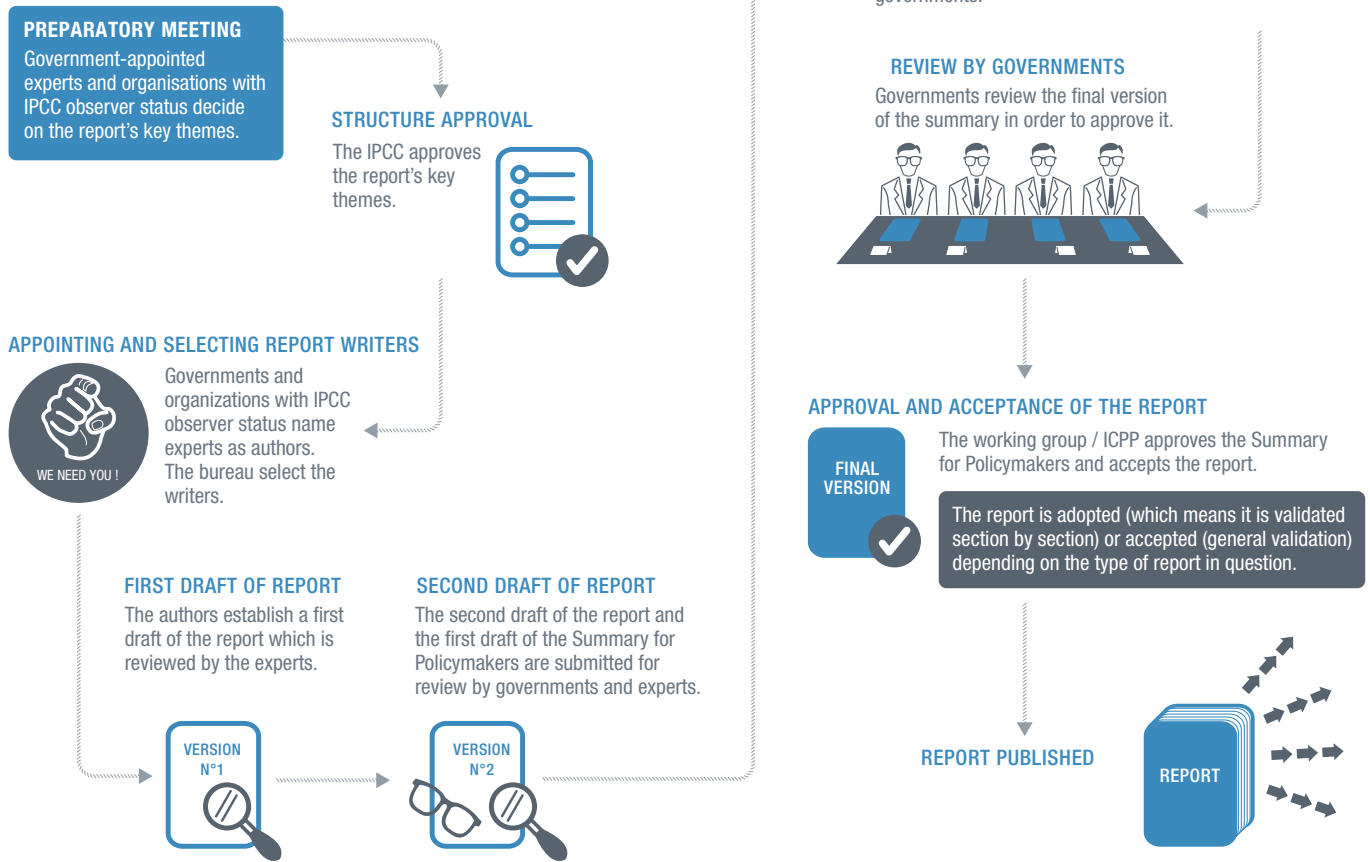 PREPARATORY MEETING
Government-appointed
experts and organisations with
IPCC observer status decide
on the report's key themes.
STRUCTURE APPROVAL
The IPCC approves
the report's key
themes.
APPOINTING AND SELECTING REPORT WRITERS
WE NEED YOU !
Governments and
organizations with IPCC
observer status name
experts as authors.
The bureau select the
writers.
FIRST DRAFT OF REPORT
The authors establish a first
draft of the report which is
reviewed by the experts.
VERSION
N°1
SECOND DRAFT OF REPORT
The second draft of the report and
the first draft of the Summary for
Policymakers are submitted for
review by governments and experts.
VERSION
N°2
governments.
REVIEW BY GOVERNMENTS
Governments review the final version
of the summary in order to approve it.
APPROVAL AND ACCEPTANCE OF THE REPORT
FINAL
VERSION
The working group / ICPP approves the Summary
for Policymakers and accepts the report.
The report is adopted (which means it is validated
section by section) or accepted (general validation)
depending on the type of report in question.
REPORT PUBLISHED
REPORT